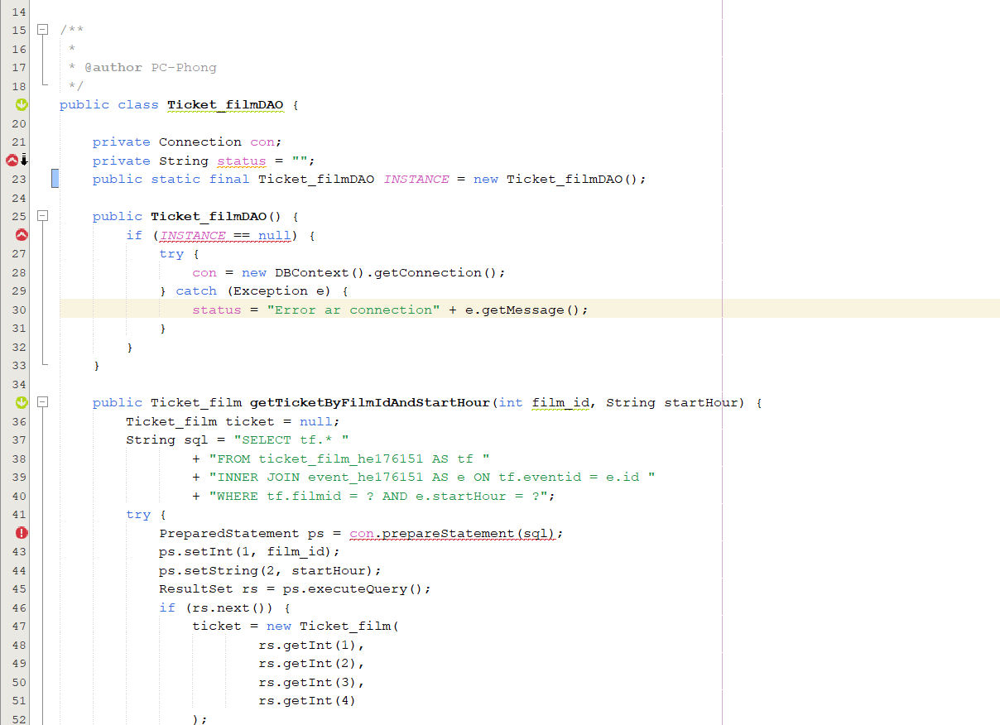 14
15 /**
16  *
17  * @author PC-Phong
18  */
public class Ticket_filmDAO {
20
21     private Connection con;
    private String status = "";
23     public static final Ticket_filmDAO INSTANCE = new Ticket_filmDAO();
24
25     public Ticket_filmDAO() {
        if (INSTANCE == null) {
27             try {
28                 con = new DBContext().getConnection();
29             } catch (Exception e) {
30                 status = "Error ar connection" + e.getMessage();
31             }
32         }
33     }
34
    public Ticket_film getTicketByFilmIdAndStartHour(int film_id, String startHour) {
36         Ticket_film ticket = null;
37         String sql = "SELECT tf.* "
38                 + "FROM ticket_film_he176151 AS tf "
39                 + "INNER JOIN event_he176151 AS e ON tf.eventid = e.id "
40                 + "WHERE tf.filmid = ? AND e.startHour = ?";
41         try {
            PreparedStatement ps = con.prepareStatement(sql);
43             ps.setInt(1, film_id);
44             ps.setString(2, startHour);
45             ResultSet rs = ps.executeQuery();
46             if (rs.next()) {
47                 ticket = new Ticket_film(
48                         rs.getInt(1),
49                         rs.getInt(2),
50                         rs.getInt(3),
51                         rs.getInt(4)
52                 );